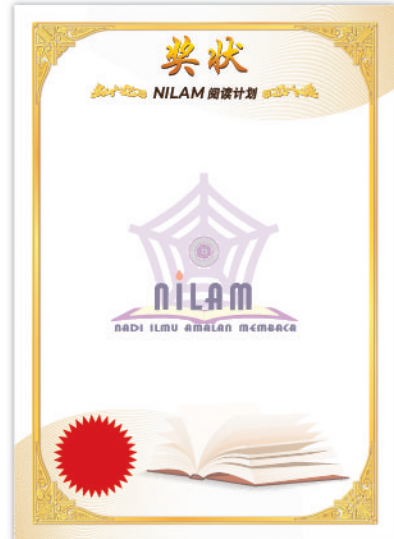 奖状
NILAM 阅读计划
NiLAM
NADI ILMU AMALAN MEMBACA